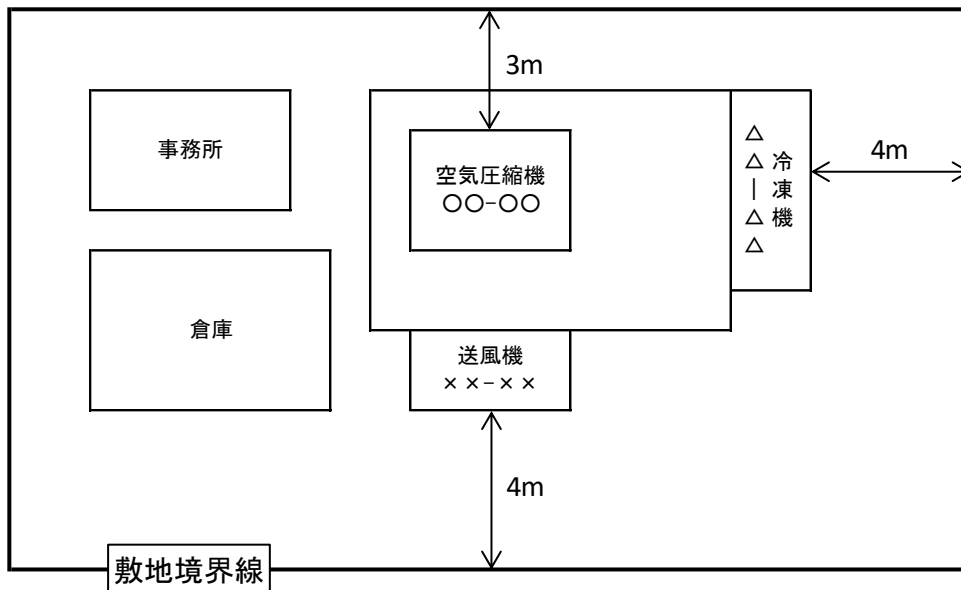 3m
事務所
空気圧縮機
○○-○○
冷凍機
△△-△△
4m
倉庫
送風機
××-××
4m
敷地境界線